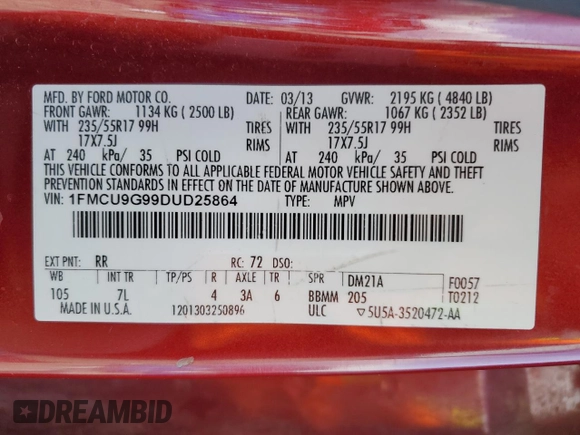 MFD. BY FORD MOTOR CO. DATE: 03/13 GVWR: 2195 KG ( 4840 LB)
FRONT GAWR: 1134 KG ( 2500 LB) REAR GAWR: 1067 KG ( 2352 LB)
WITH 235/55R17 99H TIRES WITH 235/55R17 99H TIRES
17X7.5J RIMS 17X7.5J RIMS
AT 240 kPa/ 35 PSI COLD AT 240 kPa/ 35 PSI COLD
THIS VEHICLE CONFORMS TO ALL APPLICABLE FEDERAL MOTOR VEHICLE SAFETY AND THEFT
PREVENTION STANDARDS IN EFFECT ON THE DATE OF MANUFACTURE SHOWN ABOVE.
VIN: 1FMCU9G99DUD25864 TYPE: MPV
EXT PNT: RR RC: 72 DSO:
WB INT TR TP/PS R AXLE TR SPR DM21A F0057
105 7L 4 3A 6 BBMM 205 T0212
MADE IN U.S.A. 1201303250896 ULC ▽5U5A-3520472-AA
DREAMBID